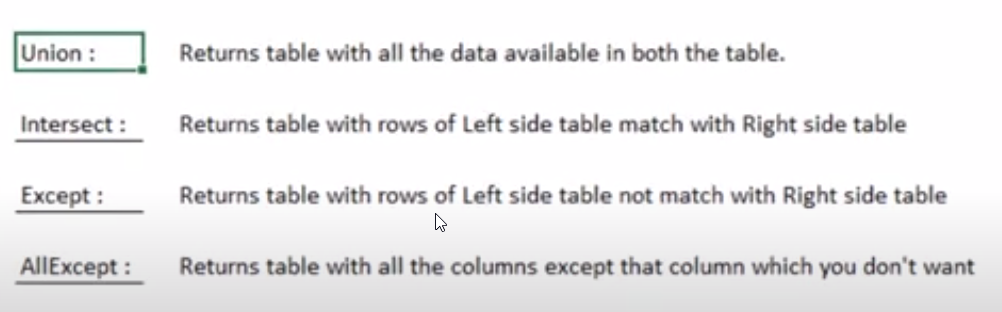 Union : Returns table with all the data available in both the table.
Intersect : Returns table with rows of Left side table match with Right side table
Except : Returns table with rows of Left side table not match with Right side table
AllExcept : Returns table with all the columns except that column which you don't want